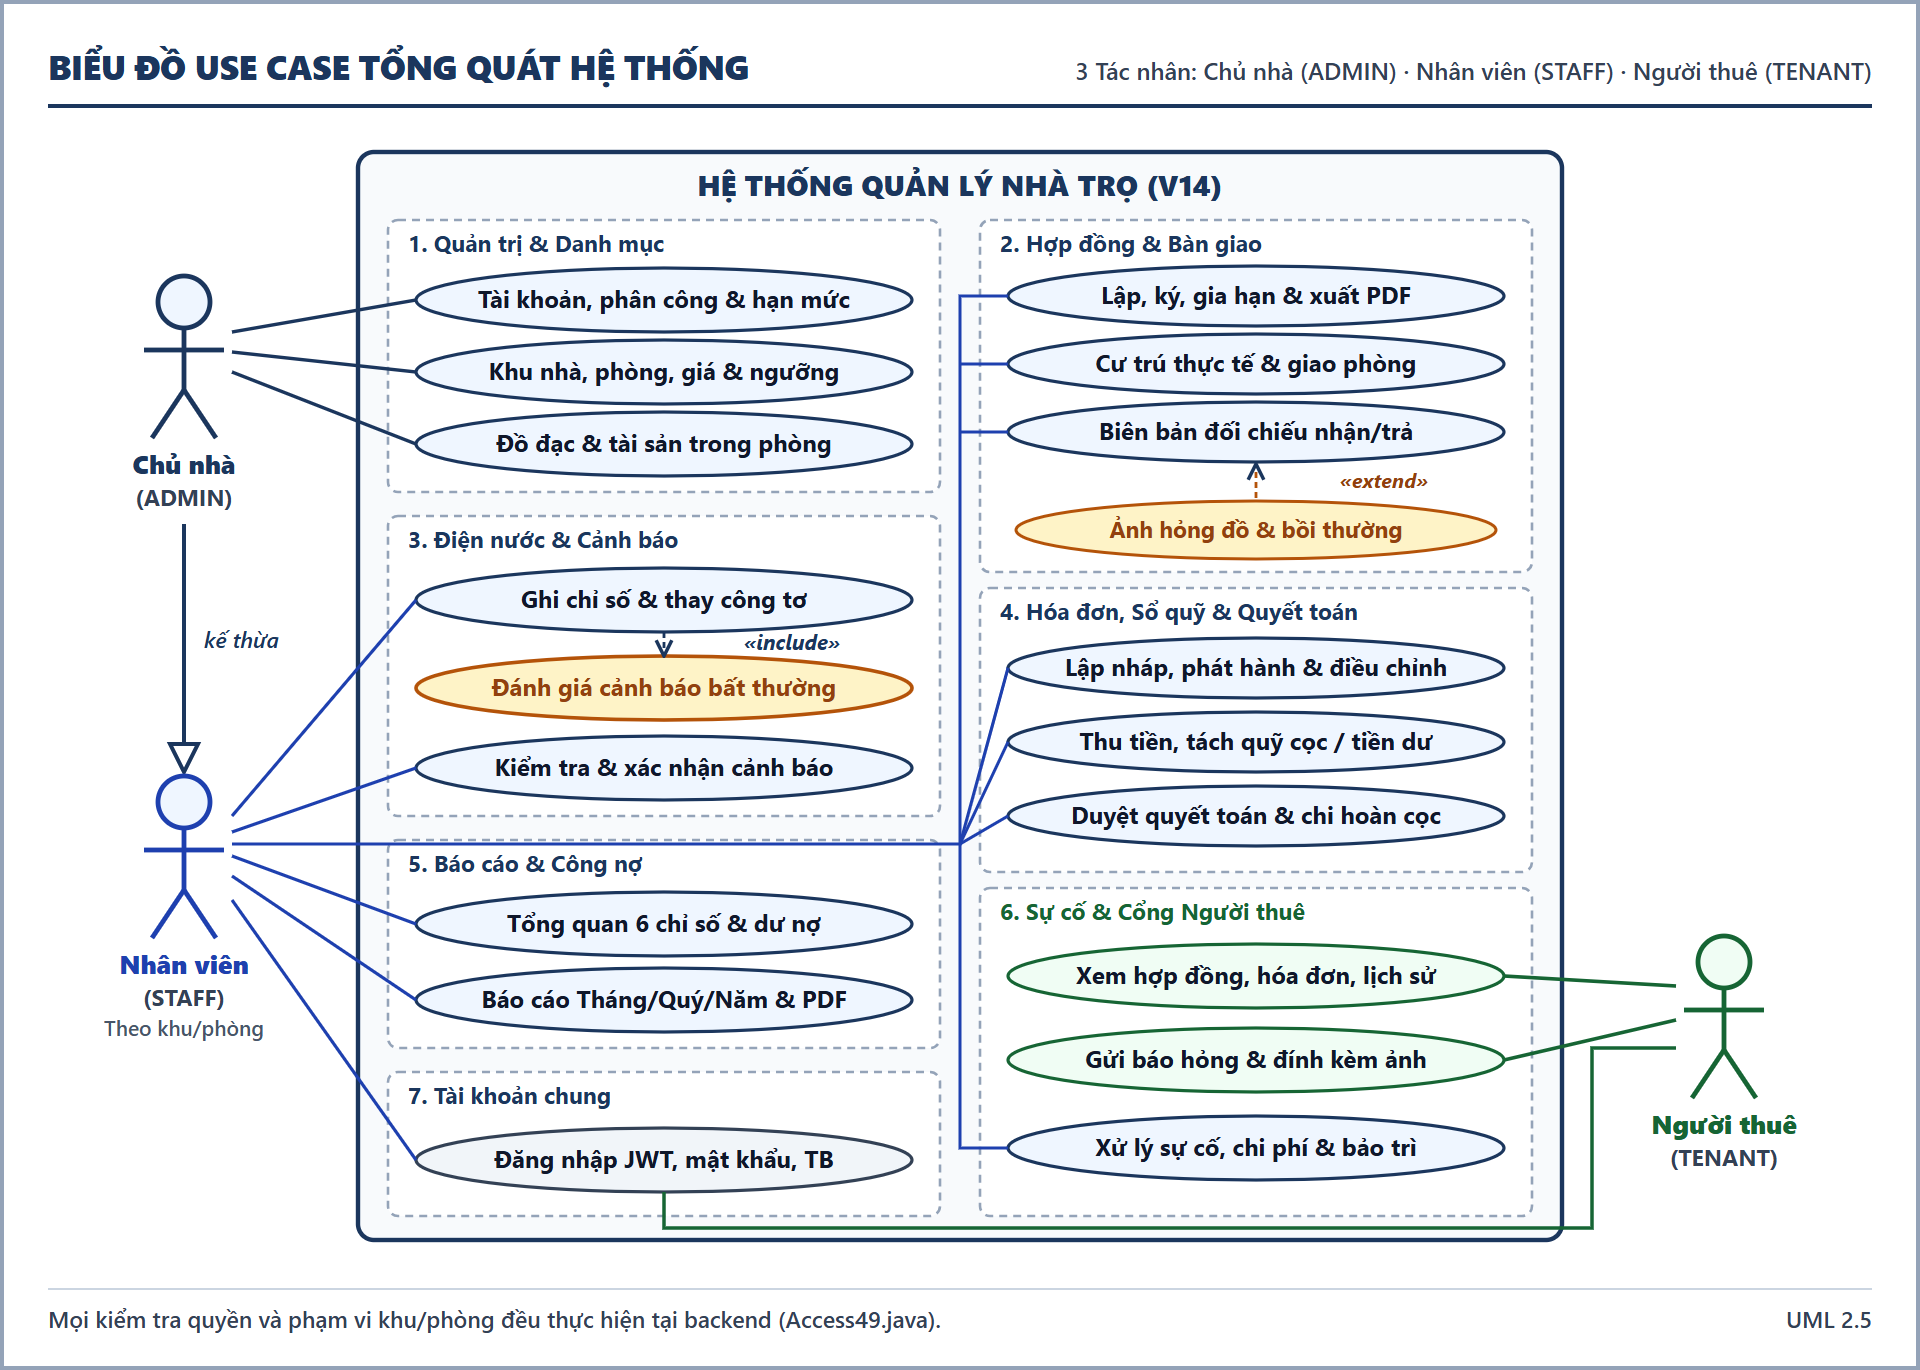 BIỂU ĐỒ USE CASE TỔNG QUÁT HỆ THỐNG
3 Tác nhân: Chủ nhà (ADMIN) · Nhân viên (STAFF) · Người thuê (TENANT)
HỆ THỐNG QUẢN LÝ NHÀ TRỌ (V14)
1. Quản trị & Danh mục
Tài khoản, phân công & hạn mức
Khu nhà, phòng, giá & ngưỡng
Đồ đạc & tài sản trong phòng
2. Hợp đồng & Bàn giao
Lập, ký, gia hạn & xuất PDF
Cư trú thực tế & giao phòng
Biên bản đối chiếu nhận/trả
«extend»
Ảnh hỏng đồ & bồi thường
Chủ nhà
(ADMIN)
kế thừa
3. Điện nước & Cảnh báo
Ghi chỉ số & thay công tơ
«include»
Đánh giá cảnh báo bất thường
Kiểm tra & xác nhận cảnh báo
4. Hóa đơn, Sổ quỹ & Quyết toán
Lập nháp, phát hành & điều chỉnh
Thu tiền, tách quỹ cọc / tiền dư
Duyệt quyết toán & chi hoàn cọc
Nhân viên
(STAFF)
Theo khu/phòng
5. Báo cáo & Công nợ
Tổng quan 6 chỉ số & dư nợ
Báo cáo Tháng/Quý/Năm & PDF
6. Sự cố & Cổng Người thuê
Xem hợp đồng, hóa đơn, lịch sử
Gửi báo hỏng & đính kèm ảnh
Xử lý sự cố, chi phí & bảo trì
Người thuê
(TENANT)
7. Tài khoản chung
Đăng nhập JWT, mật khẩu, TB
Mọi kiểm tra quyền và phạm vi khu/phòng đều thực hiện tại backend (Access49.java).
UML 2.5